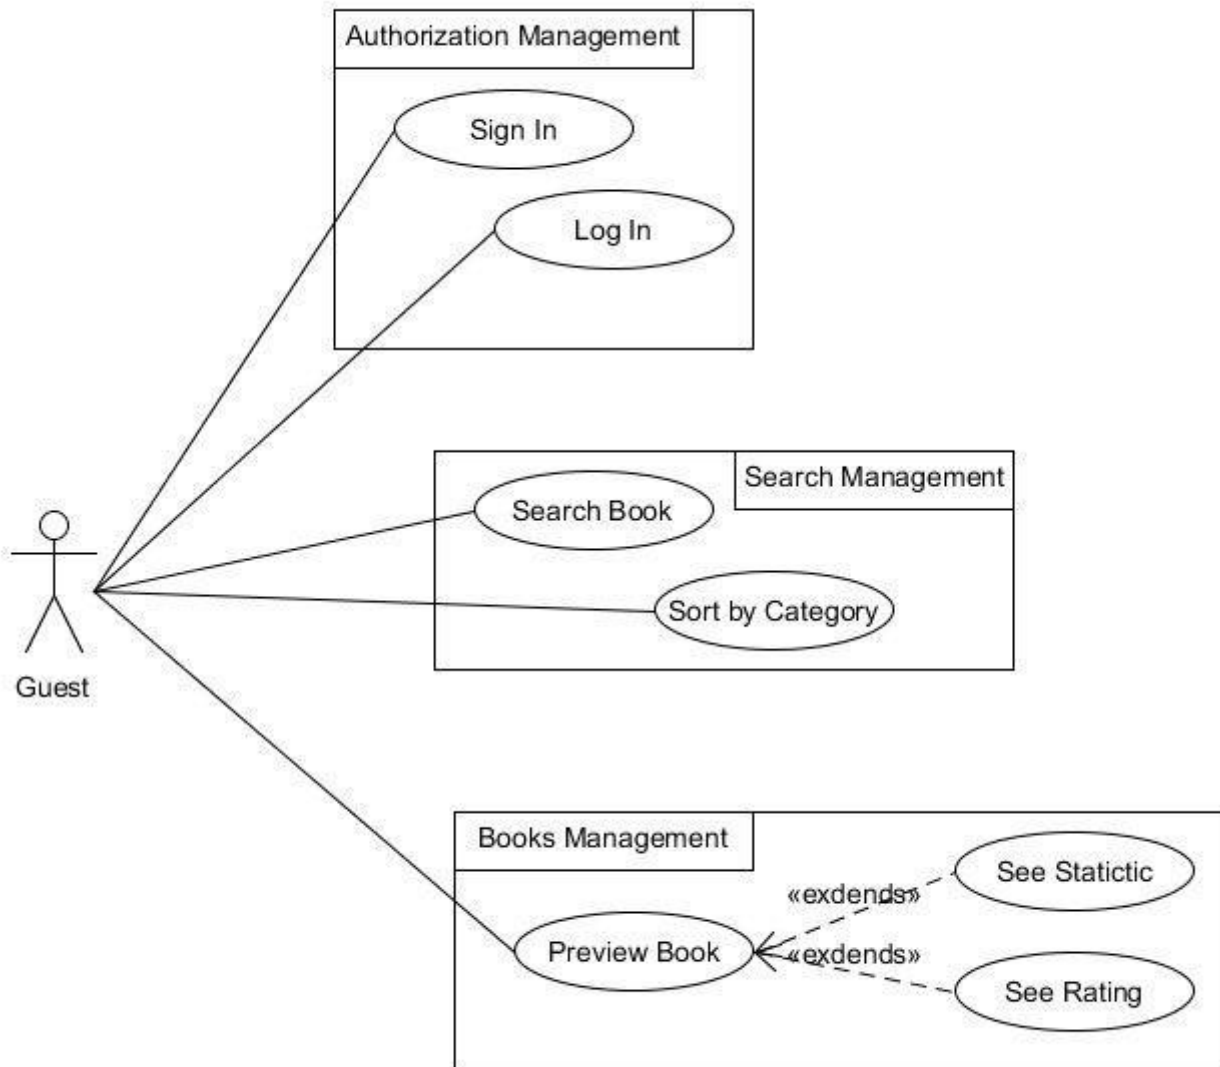 Authorization Management
Sign In
Log In
Search Management
Search Book
Sort by Category
Guest
Books Management
See Statictic
«exdends»
Preview Book
«exdends»
See Rating